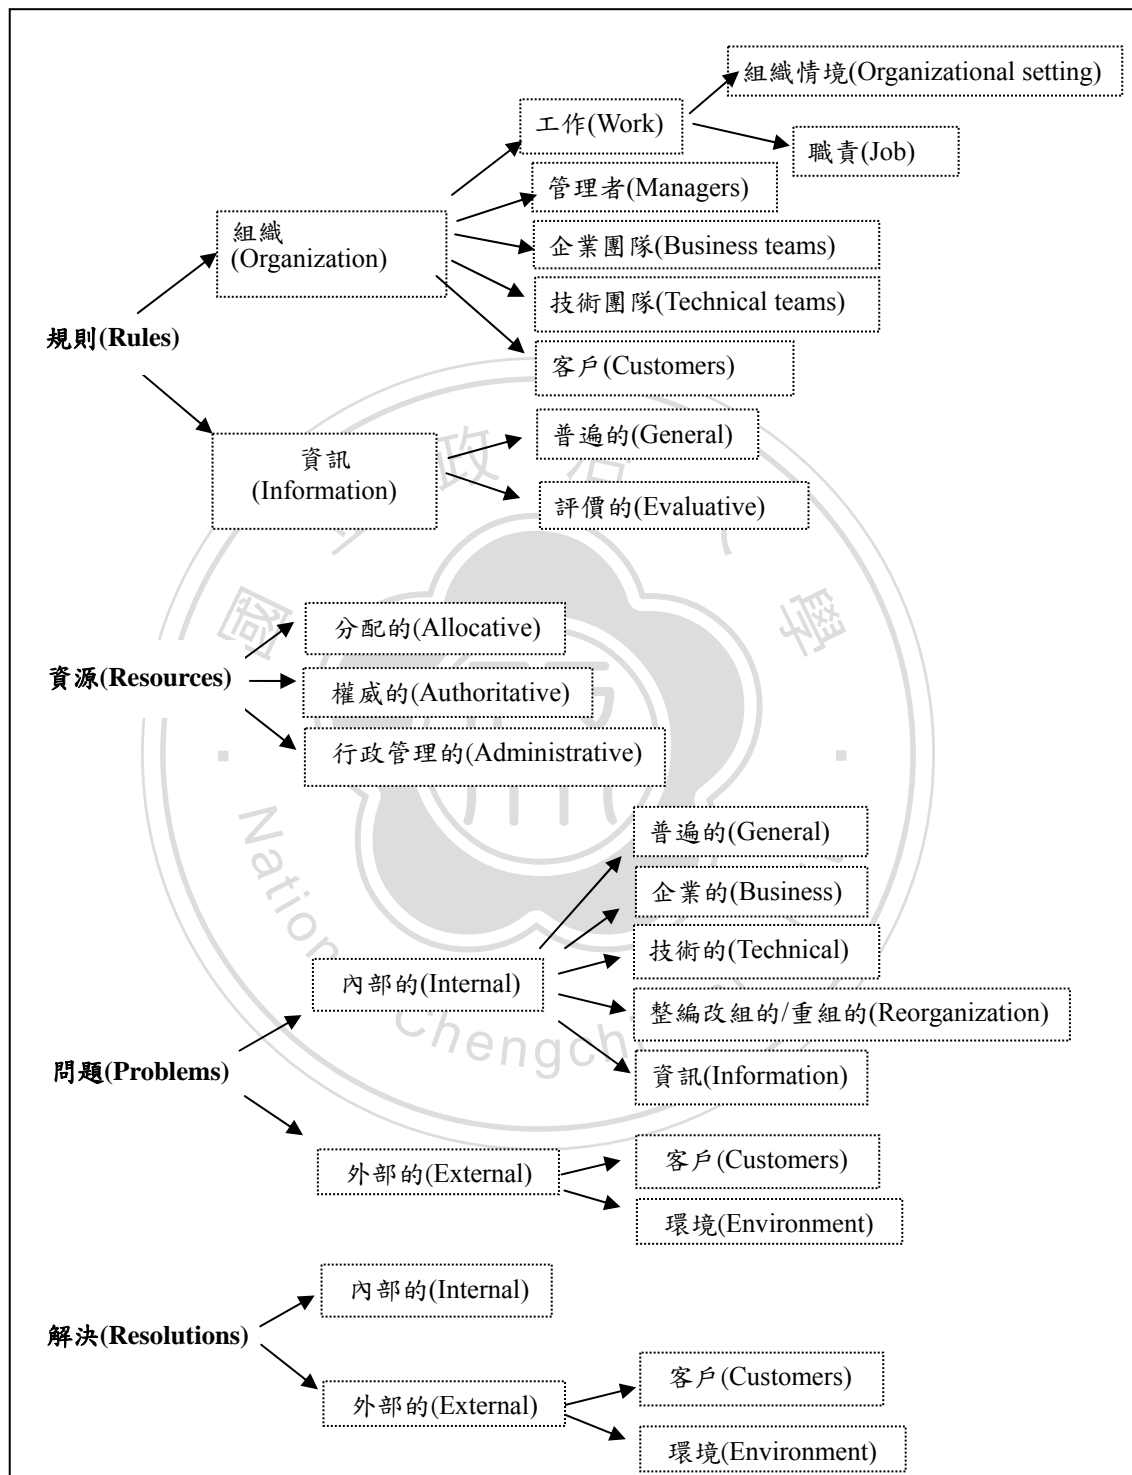 組織情境(Organizational setting)
工作(Work)
職責(Job)
管理者(Managers)
組織
(Organization)
企業團隊(Business teams)
技術團隊(Technical teams)
規則(Rules)
客戶(Customers)
普遍的(General)
資訊
(Information)
評價的(Evaluative)
分配的(Allocative)
資源(Resources)
權威的(Authoritative)
行政管理的(Administrative)
普遍的(General)
企業的(Business)
技術的(Technical)
內部的(Internal)
整編改組的/重組的(Reorganization)
問題(Problems)
資訊(Information)
外部的(External)
客戶(Customers)
環境(Environment)
內部的(Internal)
解決(Resolutions)
客戶(Customers)
外部的(External)
環境(Environment)
國
政
治
學
Nation
Chengch